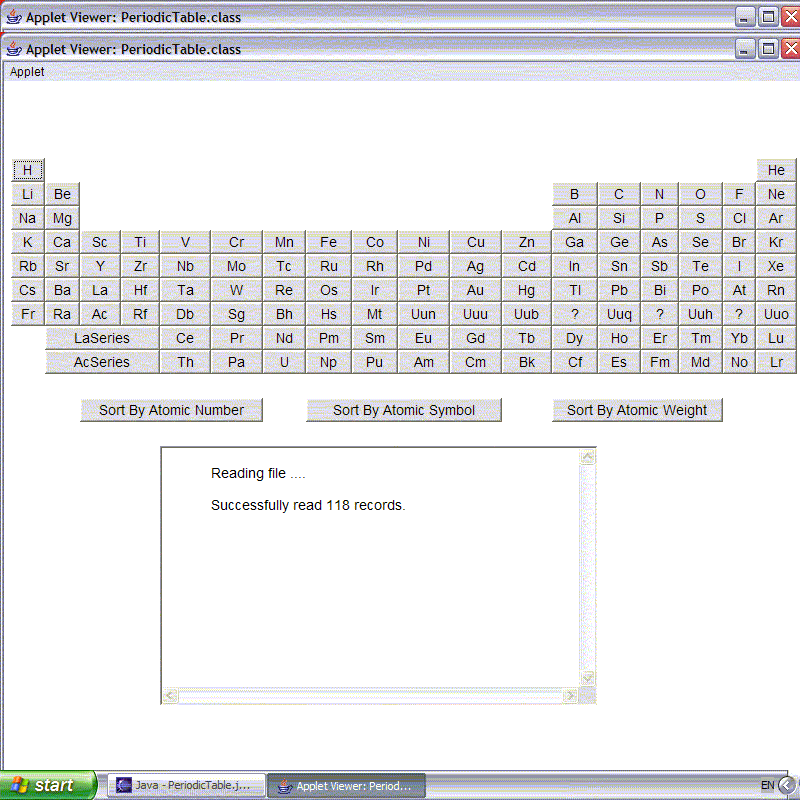 Applet Viewer: PeriodicTable.class
Applet Viewer: PeriodicTable.class
Applet
H He
Li Be B C N O F Ne
Na Mg Al Si P S Cl Ar
K Ca Sc Ti V Cr Mn Fe Co Ni Cu Zn Ga Ge As Se Br Kr
Rb Sr Y Zr Nb Mo Tc Ru Rh Pd Ag Cd In Sn Sb Te I Xe
Cs Ba La Hf Ta W Re Os Ir Pt Au Hg Tl Pb Bi Po At Rn
Fr Ra Ac Rf Db Sg Bh Hs Mt Uun Uuu Uub ? Uuq ? Uuh ? Uuo
LaSeries Ce Pr Nd Pm Sm Eu Gd Tb Dy Ho Er Tm Yb Lu
AcSeries Th Pa U Np Pu Am Cm Bk Cf Es Fm Md No Lr
Sort By Atomic Number Sort By Atomic Symbol Sort By Atomic Weight
Reading file ....
Successfully read 118 records.
start Java - PeriodicTable.j... Applet Viewer: Period... EN